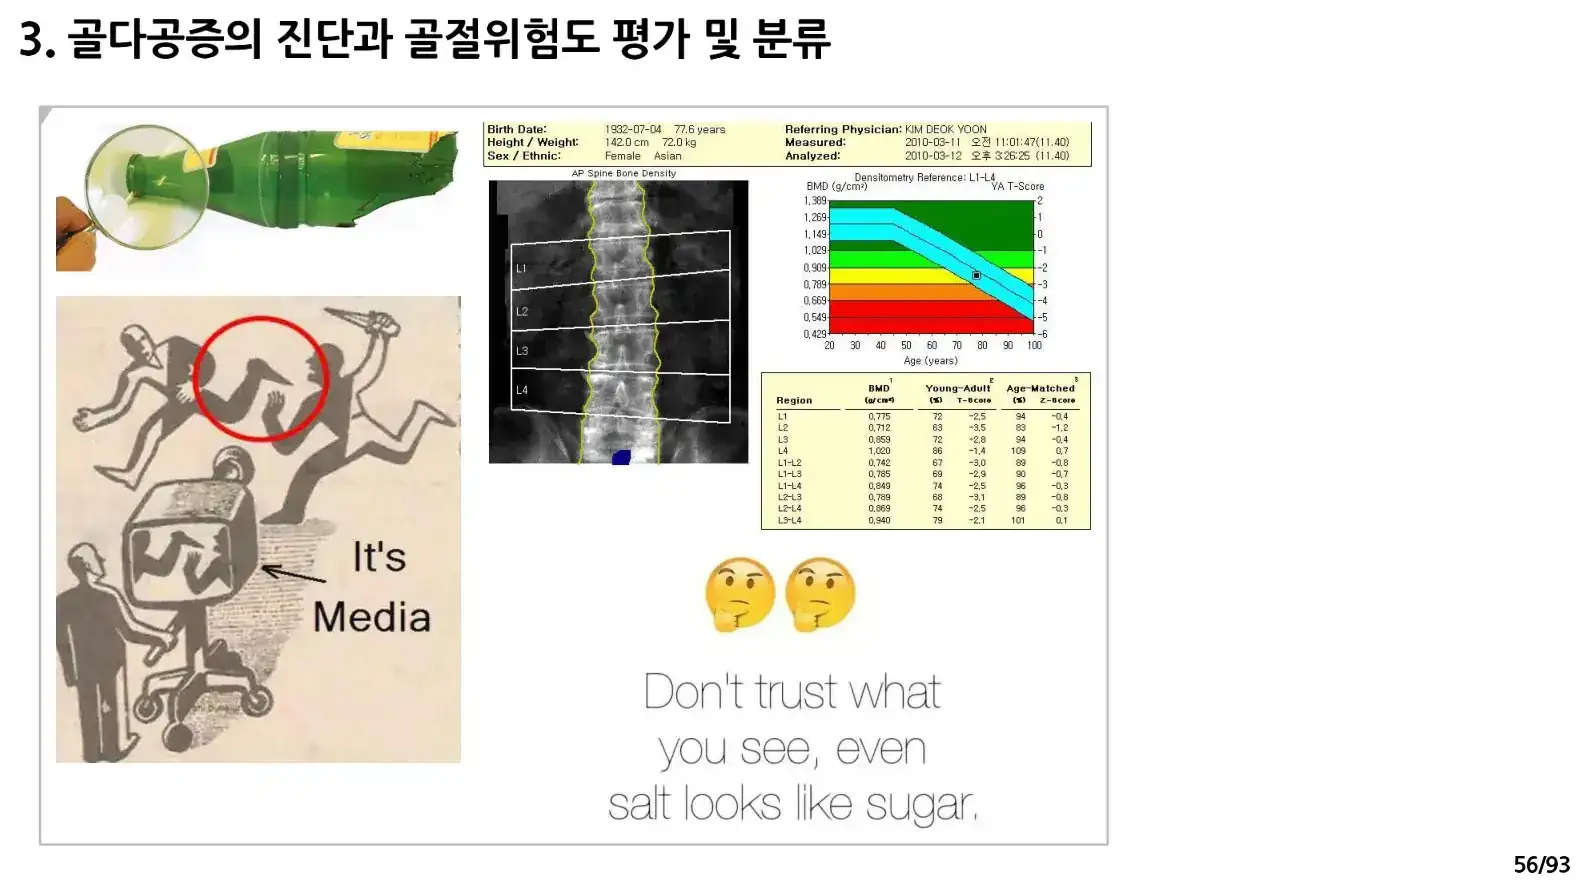 3. 골다공증의 진단과 골절위험도 평가 및 분류
Birth Date: 1932-07-04 77.6 years Referring Physician: KIM DEOK YOON
Height / Weight: 142.0 cm 72.0 kg Measured: 2010-03-11 오전 11:01:47(11.40)
Sex / Ethnic: Female Asian Analyzed: 2010-03-12 오후 3:26:25 (11.40)
AP Spine Bone Density
L1
L2
L3
L4
Densitometry Reference: L1-L4
BMD (g/cm²) YA T-Score
1,389 2
1,269 1
1,149 0
1,029 -1
0,909 -2
0,789 -3
0,669 -4
0,549 -5
0,429 -6
20 30 40 50 60 70 80 90 100
Age (years)
1 2 3
BMD Young-Adult Age-Matched
Region (g/cm²) (%) T-Score (%) Z-Score
L1 0,775 72 -2,5 94 -0,4
L2 0,712 63 -3,5 83 -1,2
L3 0,859 72 -2,8 94 -0,4
L4 1,020 86 -1,4 109 0,7
L1-L2 0,742 67 -3,0 89 -0,8
L1-L3 0,785 69 -2,9 90 -0,7
L1-L4 0,849 74 -2,5 96 -0,3
L2-L3 0,789 68 -3,1 89 -0,8
L2-L4 0,869 74 -2,5 96 -0,3
L3-L4 0,940 79 -2,1 101 0,1
It's
Media
Don't trust what
you see, even
salt looks like sugar.
56/93